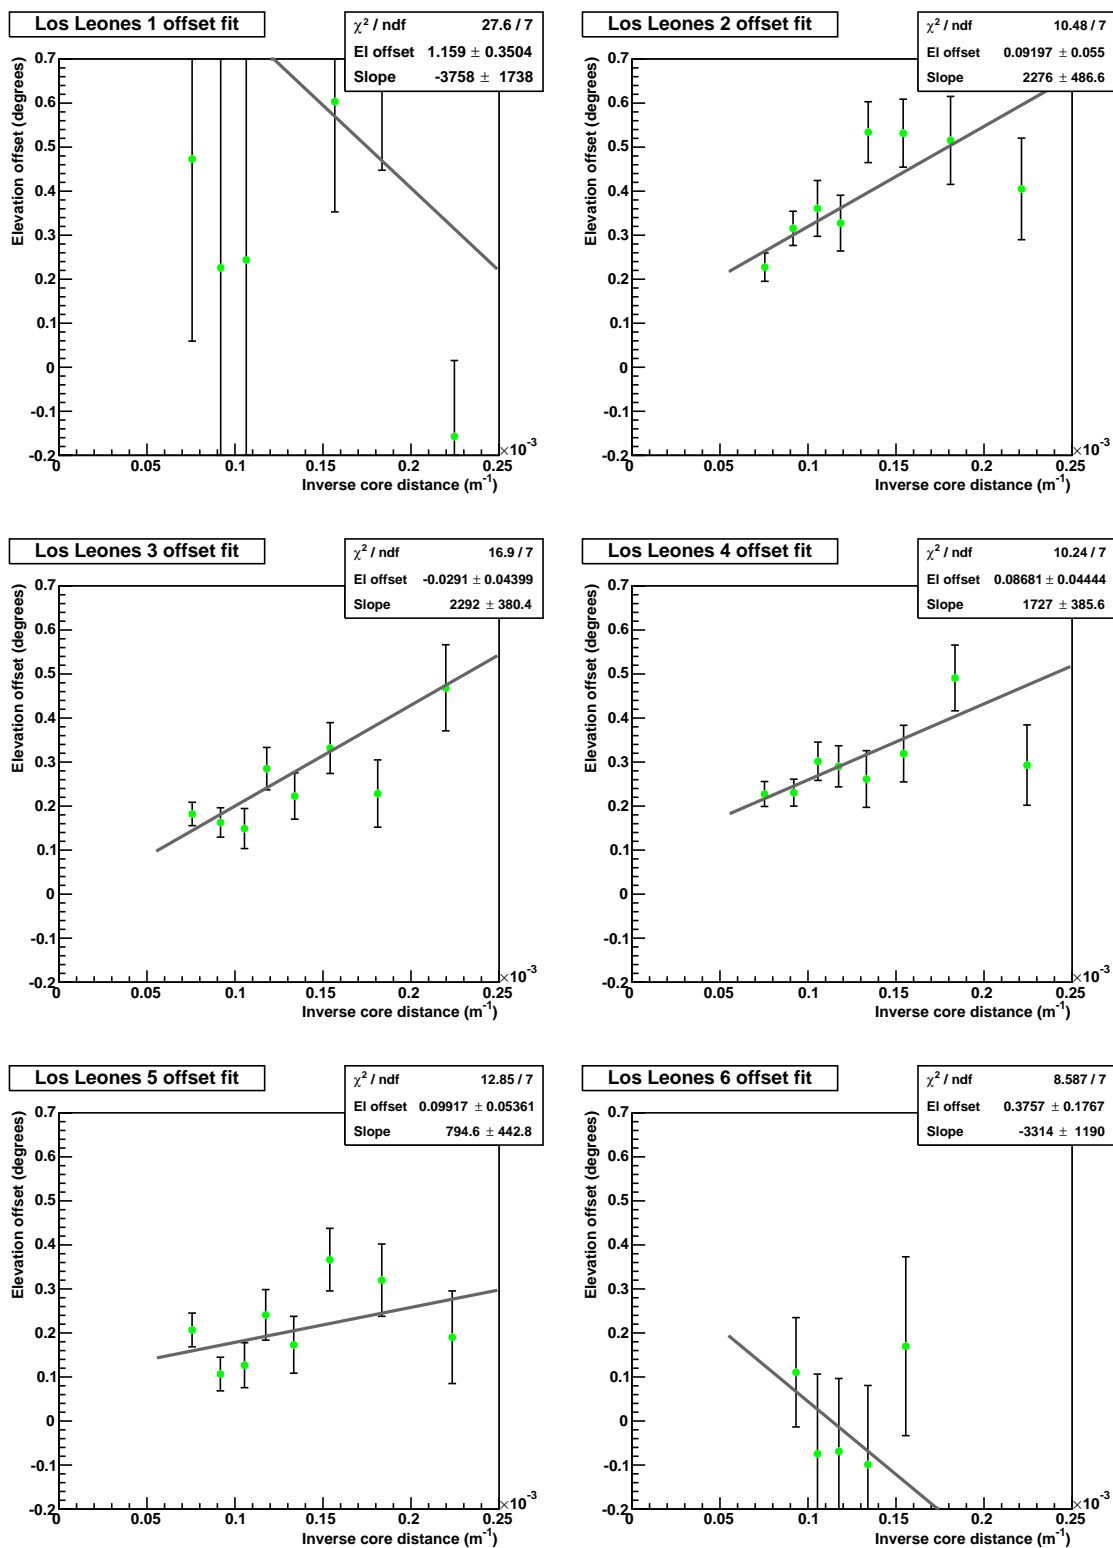 Los Leones 1 offset fit
χ² / ndf 27.6 / 7
El offset 1.159 ± 0.3504
Slope -3758 ± 1738
Elevation offset (degrees)
0.7
0.6
0.5
0.4
0.3
0.2
0.1
0
-0.1
-0.2
0 0.05 0.1 0.15 0.2 0.25
×10⁻³
Inverse core distance (m⁻¹)
Los Leones 2 offset fit
χ² / ndf 10.48 / 7
El offset 0.09197 ± 0.055
Slope 2276 ± 486.6
Elevation offset (degrees)
0.7
0.6
0.5
0.4
0.3
0.2
0.1
0
-0.1
-0.2
0 0.05 0.1 0.15 0.2 0.25
×10⁻³
Inverse core distance (m⁻¹)
Los Leones 3 offset fit
χ² / ndf 16.9 / 7
El offset -0.0291 ± 0.04399
Slope 2292 ± 380.4
Elevation offset (degrees)
0.7
0.6
0.5
0.4
0.3
0.2
0.1
0
-0.1
-0.2
0 0.05 0.1 0.15 0.2 0.25
×10⁻³
Inverse core distance (m⁻¹)
Los Leones 4 offset fit
χ² / ndf 10.24 / 7
El offset 0.08681 ± 0.04444
Slope 1727 ± 385.6
Elevation offset (degrees)
0.7
0.6
0.5
0.4
0.3
0.2
0.1
0
-0.1
-0.2
0 0.05 0.1 0.15 0.2 0.25
×10⁻³
Inverse core distance (m⁻¹)
Los Leones 5 offset fit
χ² / ndf 12.85 / 7
El offset 0.09917 ± 0.05361
Slope 794.6 ± 442.8
Elevation offset (degrees)
0.7
0.6
0.5
0.4
0.3
0.2
0.1
0
-0.1
-0.2
0 0.05 0.1 0.15 0.2 0.25
×10⁻³
Inverse core distance (m⁻¹)
Los Leones 6 offset fit
χ² / ndf 8.587 / 7
El offset 0.3757 ± 0.1767
Slope -3314 ± 1190
Elevation offset (degrees)
0.7
0.6
0.5
0.4
0.3
0.2
0.1
0
-0.1
-0.2
0 0.05 0.1 0.15 0.2 0.25
×10⁻³
Inverse core distance (m⁻¹)